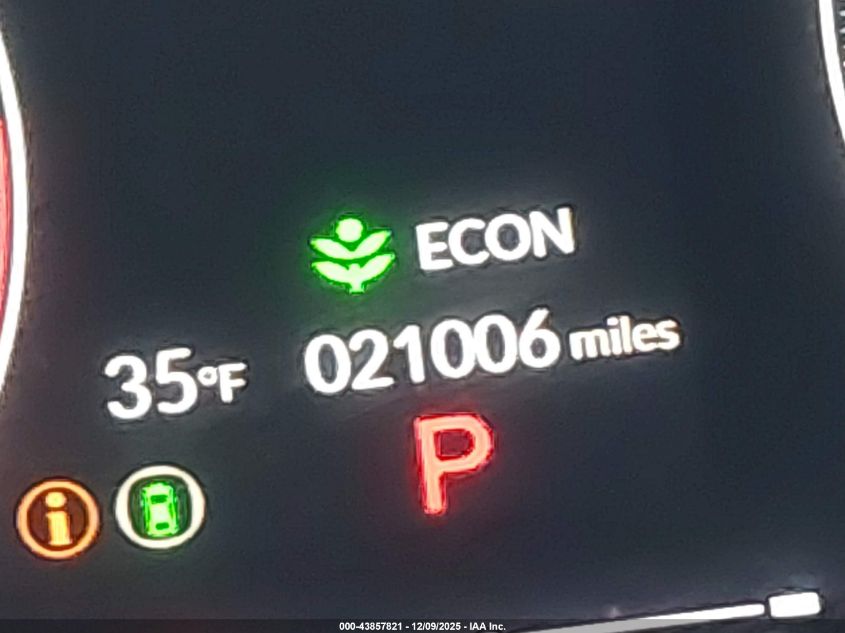 ECON
35°F 021006 miles
P
i
000-43857821 - 12/09/2025 - IAA Inc.